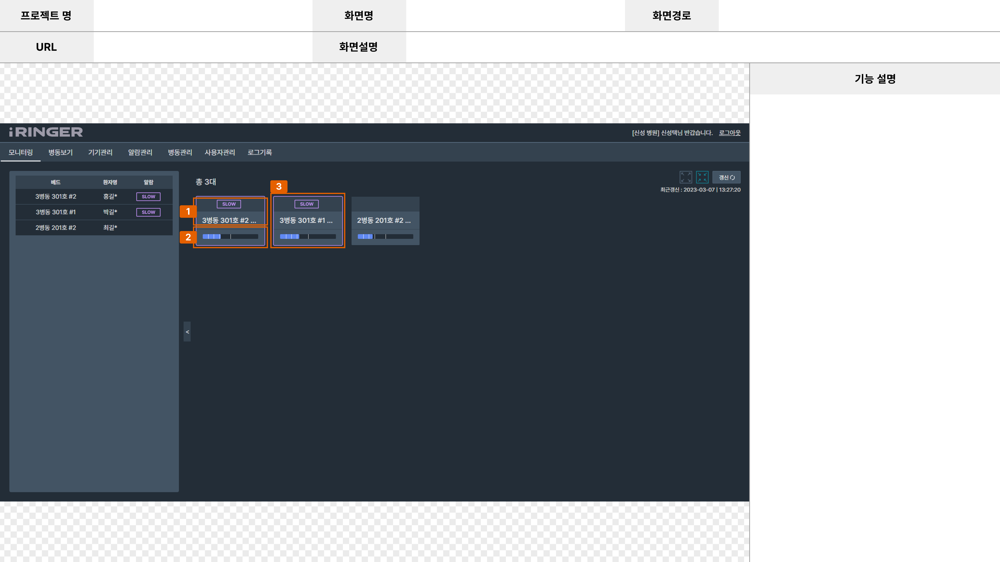 프로젝트 명
화면명
화면경로
URL
화면설명
기능 설명
iRINGER
[신성 병원] 신성택님 반갑습니다. 로그아웃
모니터링 병동보기 기기관리 알람관리 병동관리 사용자관리 로그기록
베드 환자명 알람
3병동 301호 #2 홍길* SLOW
3병동 301호 #1 박길* SLOW
2병동 201호 #2 최길*
<
총 3대
갱신
최근갱신 : 2023-03-07 | 13:27:20
1
SLOW
3병동 301호 #2 ...
2
3
SLOW
3병동 301호 #1 ...
2병동 201호 #2 ...